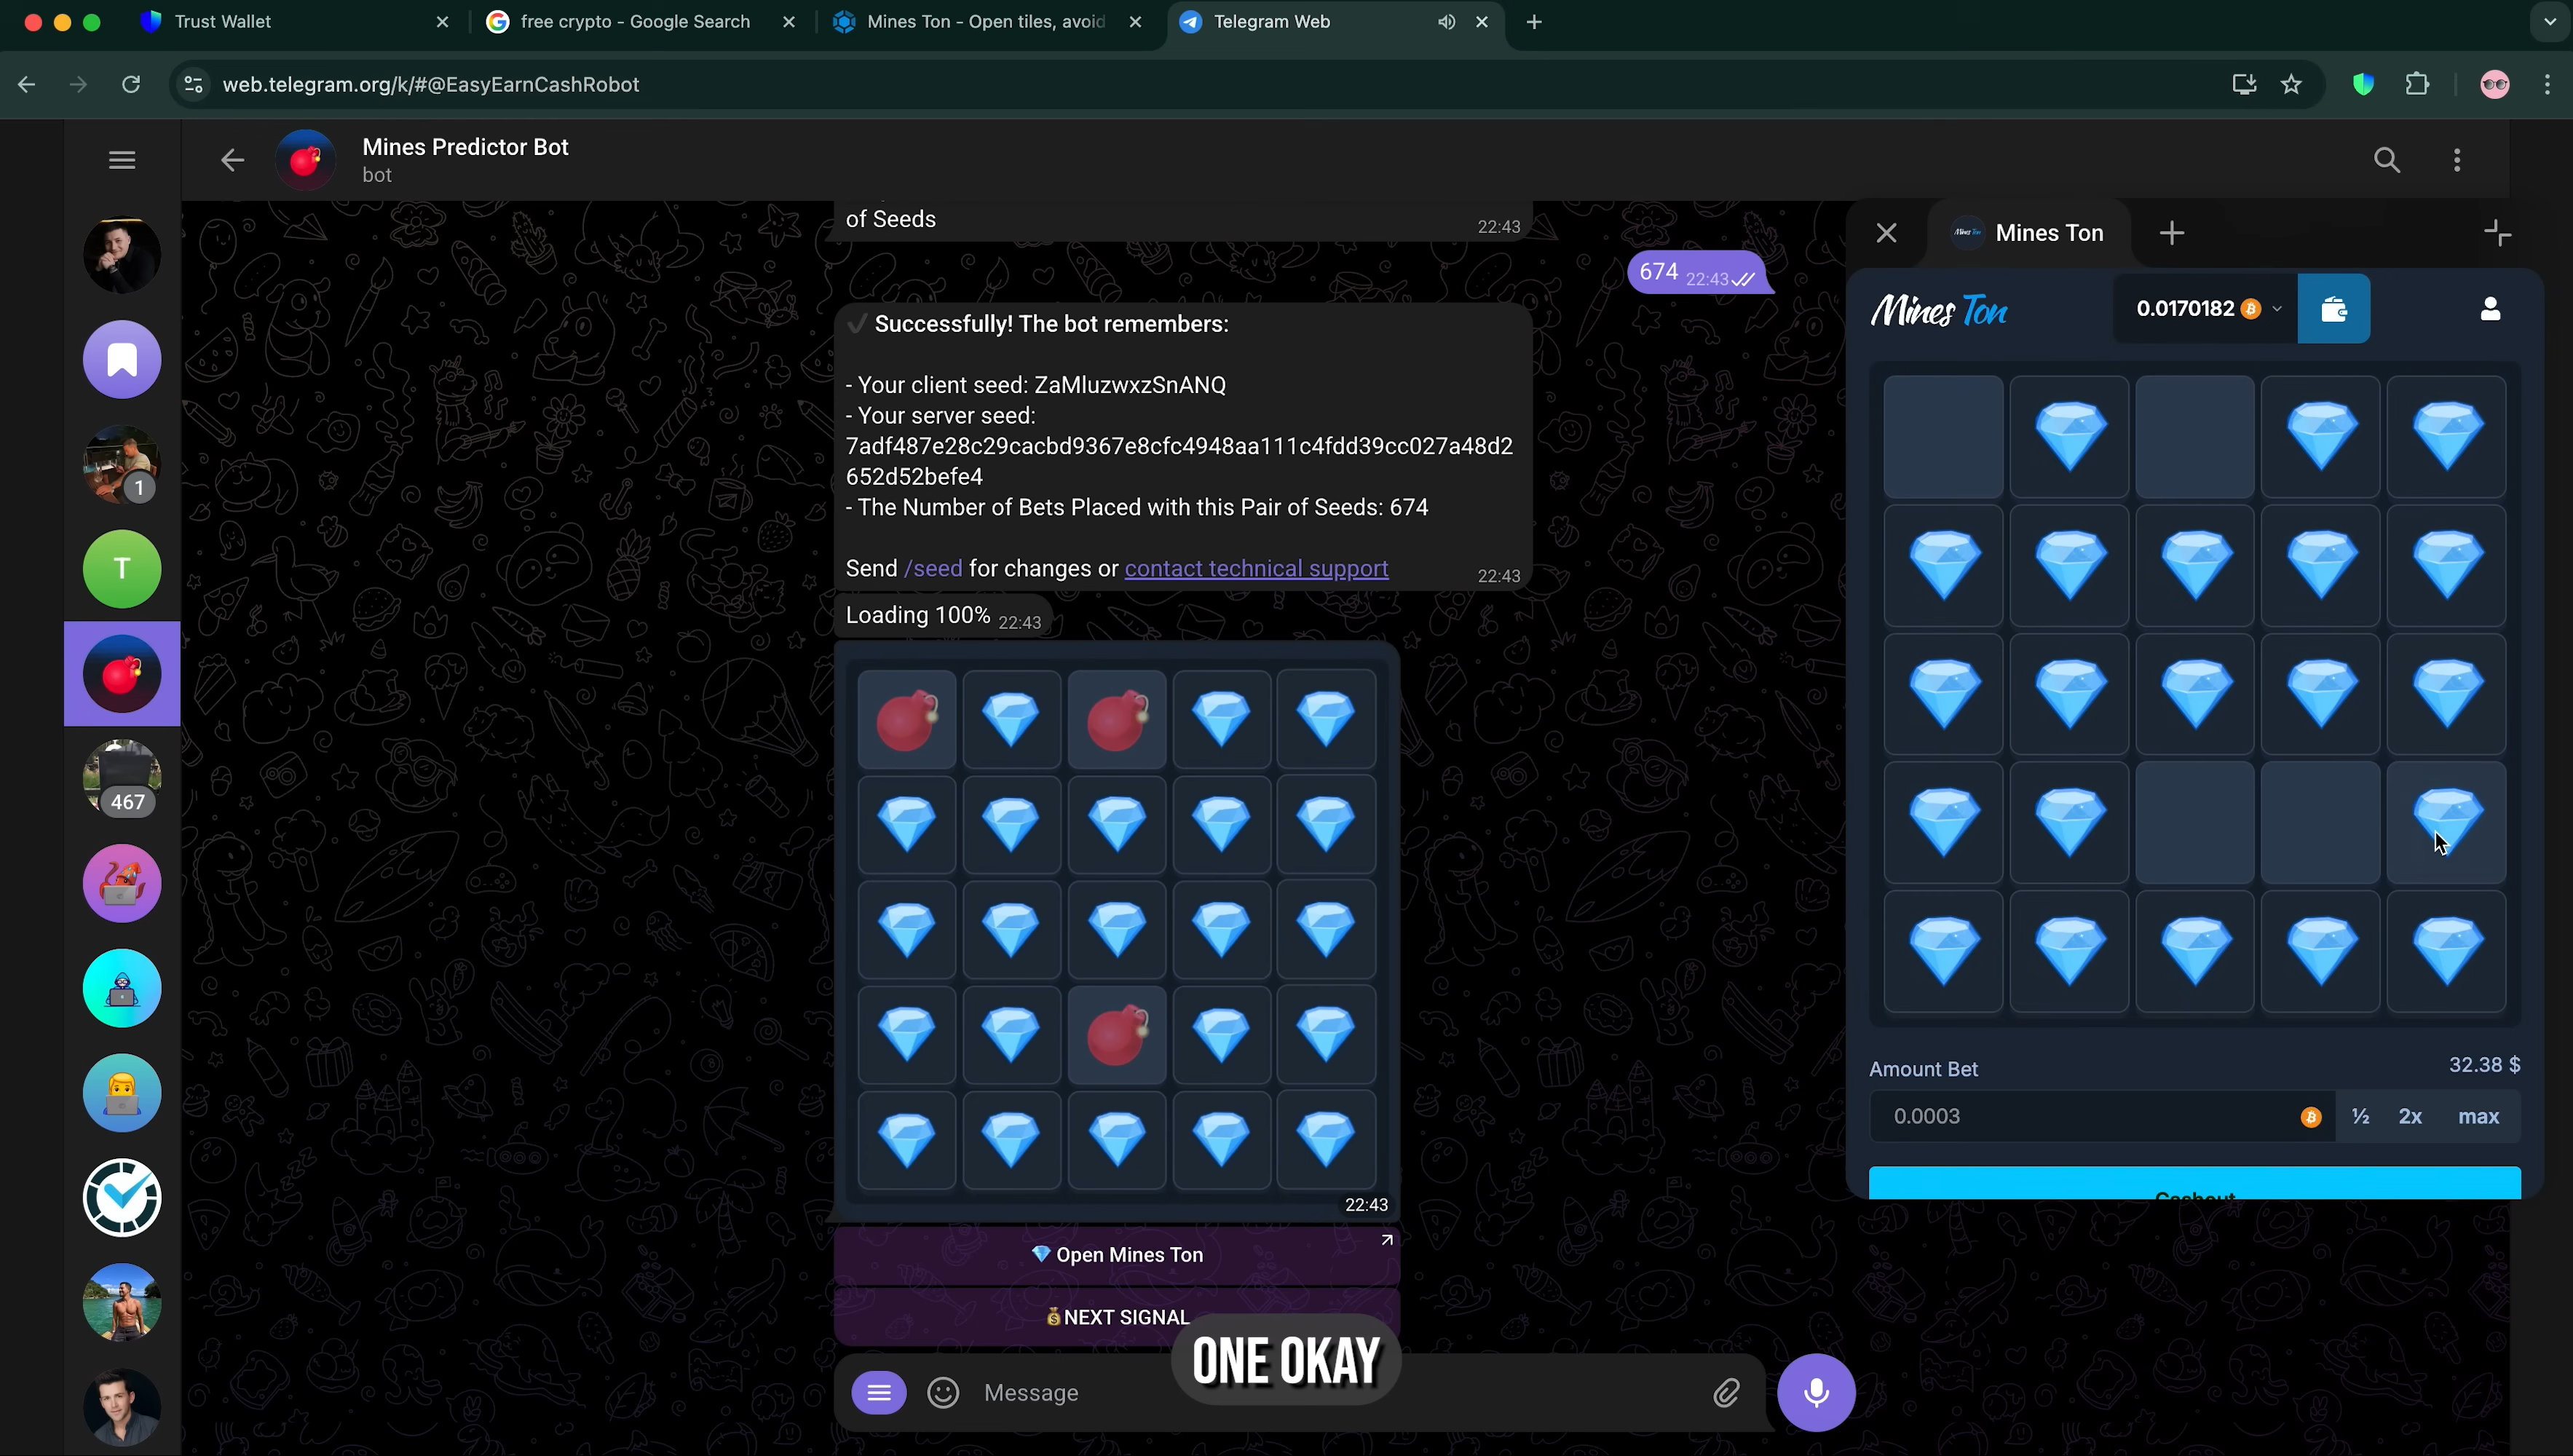 Trust Wallet
free crypto - Google Search
Mines Ton - Open tiles, avoid
Telegram Web
web.telegram.org/k/#@EasyEarnCashRobot
Mines Predictor Bot
bot
of Seeds
22:43
674 22:43
Successfully! The bot remembers:
- Your client seed: ZaMluzwxzSnANQ
- Your server seed:
7adf487e28c29cacbd9367e8cfc4948aa111c4fdd39cc027a48d2
652d52befe4
- The Number of Bets Placed with this Pair of Seeds: 674
Send /seed for changes or contact technical support
22:43
Loading 100% 22:43
22:43
Open Mines Ton
NEXT SIGNAL
ONE OKAY
Message
1
T
467
Mines Ton
Mines Ton
0.0170182
Amount Bet
32.38 $
0.0003
½ 2x max
Cashout